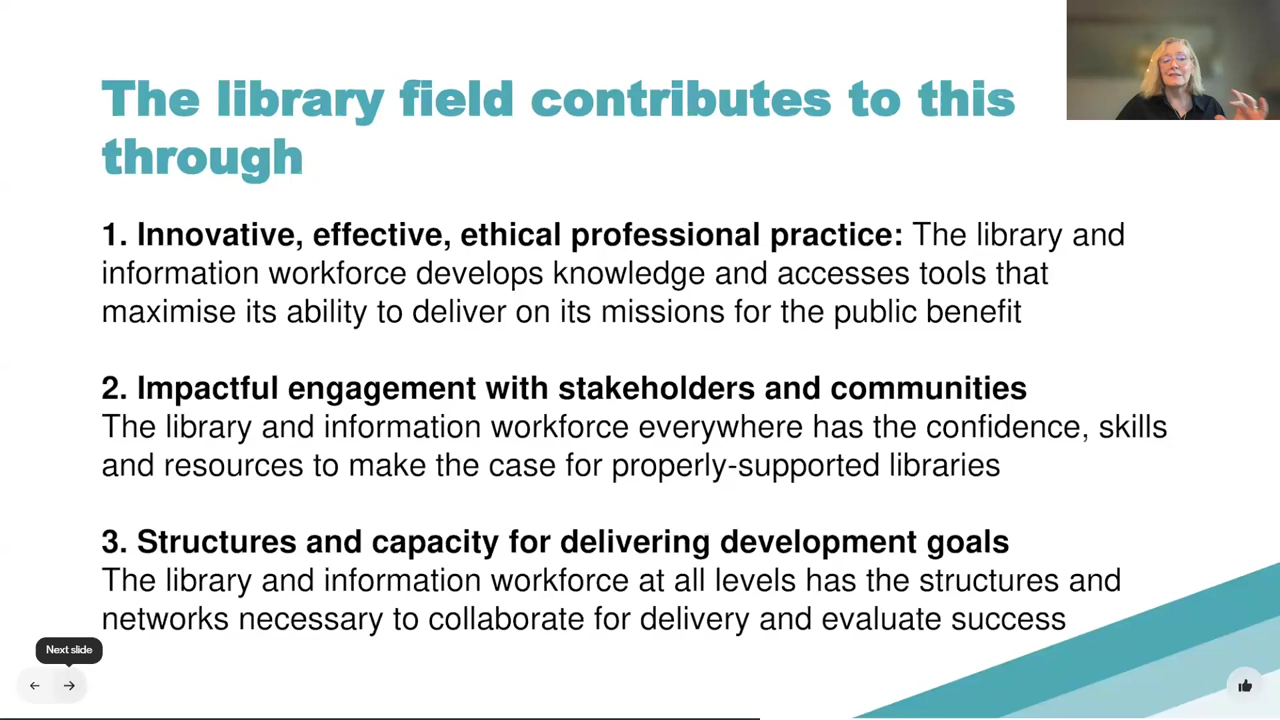 The library field contributes to this
through
1. Innovative, effective, ethical professional practice: The library and
information workforce develops knowledge and accesses tools that
maximise its ability to deliver on its missions for the public benefit
2. Impactful engagement with stakeholders and communities
The library and information workforce everywhere has the confidence, skills
and resources to make the case for properly-supported libraries
3. Structures and capacity for delivering development goals
The library and information workforce at all levels has the structures and
networks necessary to collaborate for delivery and evaluate success
Next slide